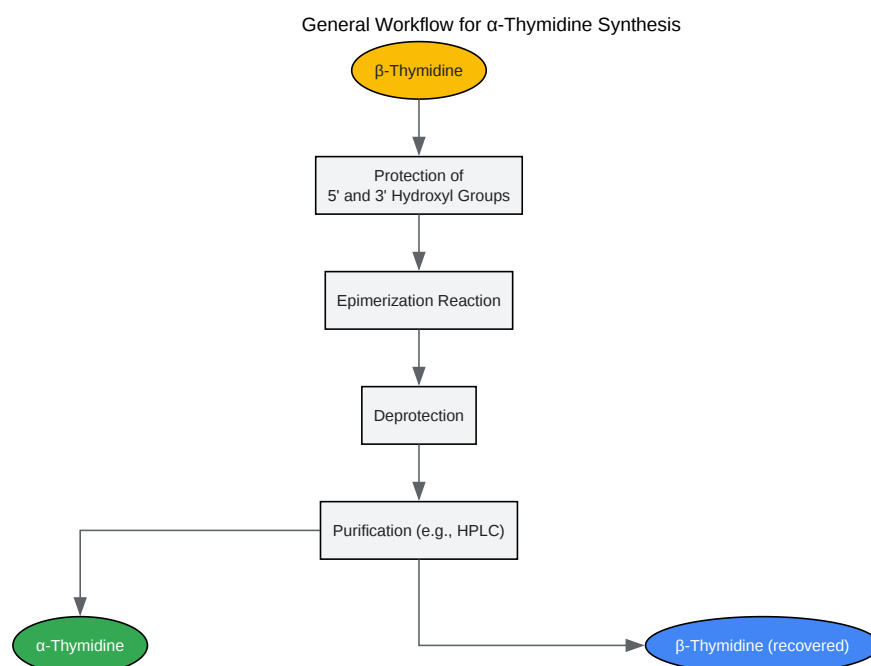 General Workflow for α-Thymidine Synthesis
β-Thymidine
Protection of
5' and 3' Hydroxyl Groups
Epimerization Reaction
Deprotection
Purification (e.g., HPLC)
α-Thymidine
β-Thymidine (recovered)